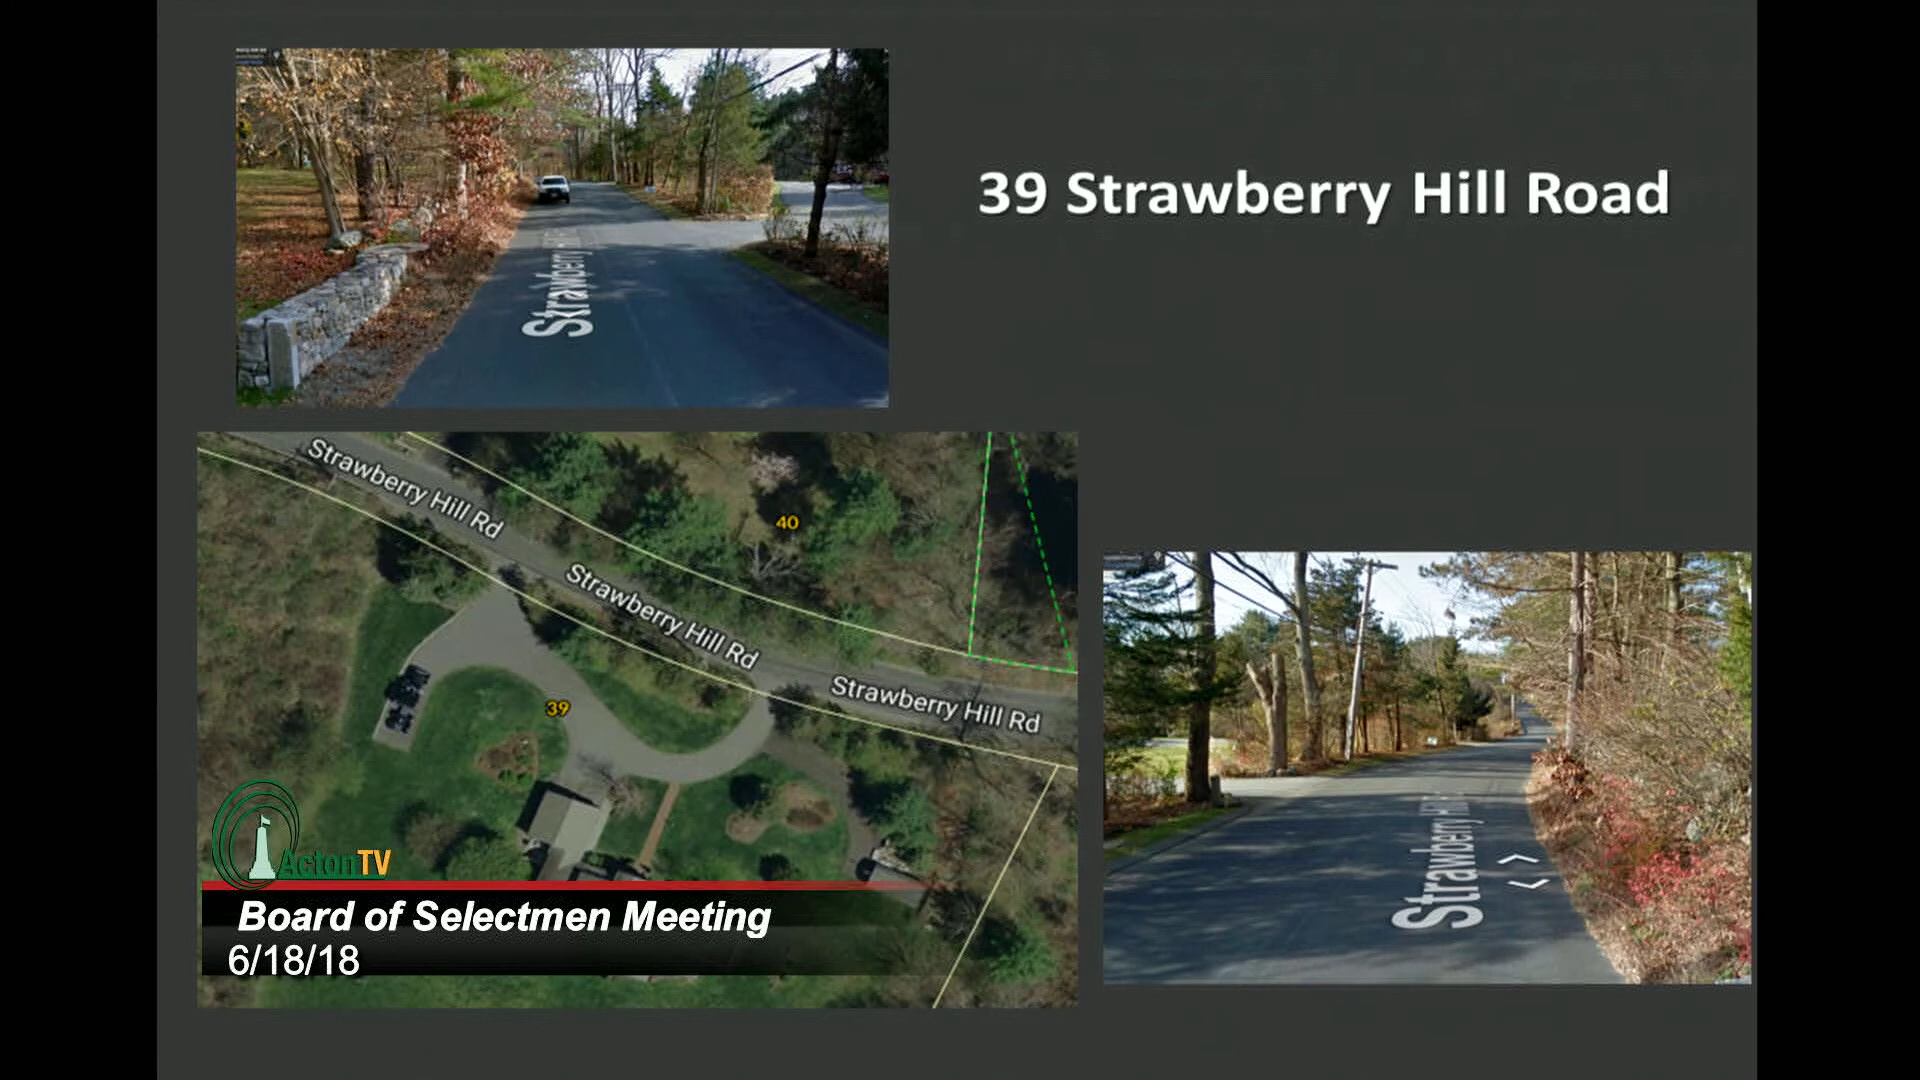 39 Strawberry Hill Road
Strawberry
Strawberry Hill Rd
Strawberry Hill Rd
Strawberry Hill Rd
40
39
Strawberry Hill
ActonTV
Board of Selectmen Meeting
6/18/18